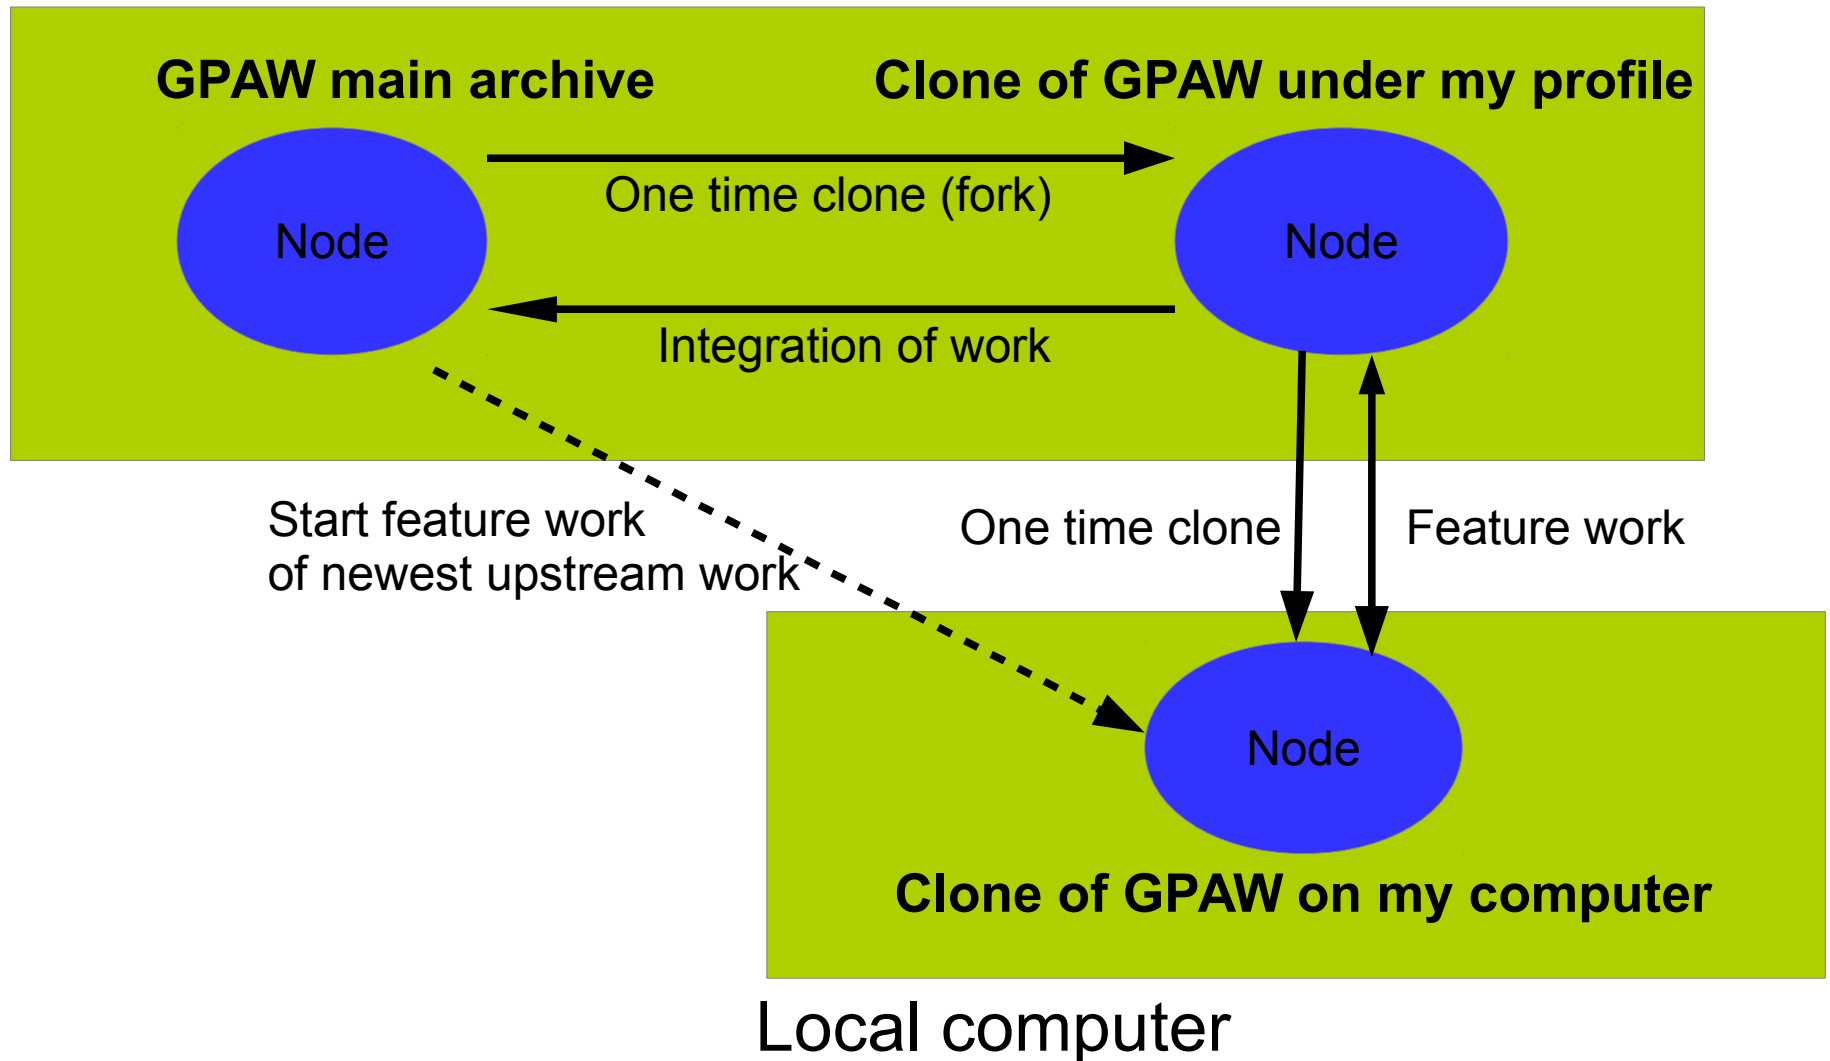 GPAW main archive
Clone of GPAW under my profile
One time clone (fork)
Node
Node
Integration of work
Start feature work
of newest upstream work
One time clone
Feature work
Node
Clone of GPAW on my computer
Local computer